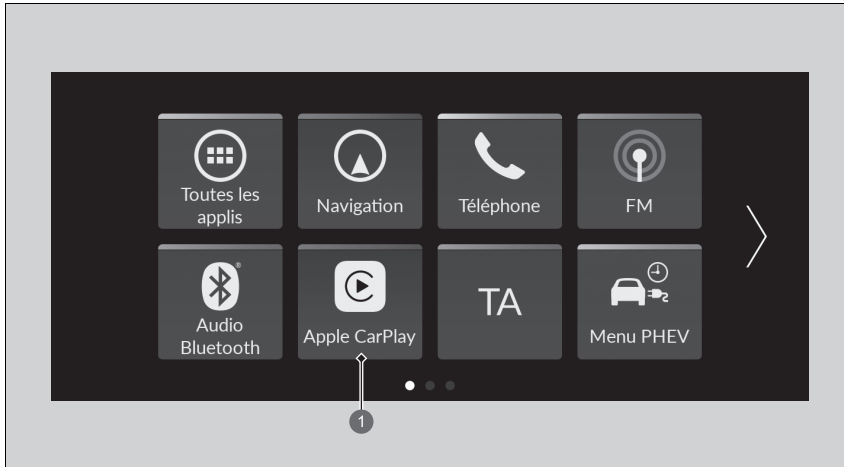 Toutes les
applis
Navigation
Téléphone
FM
Audio
Bluetooth
Apple CarPlay
TA
Menu PHEV
1